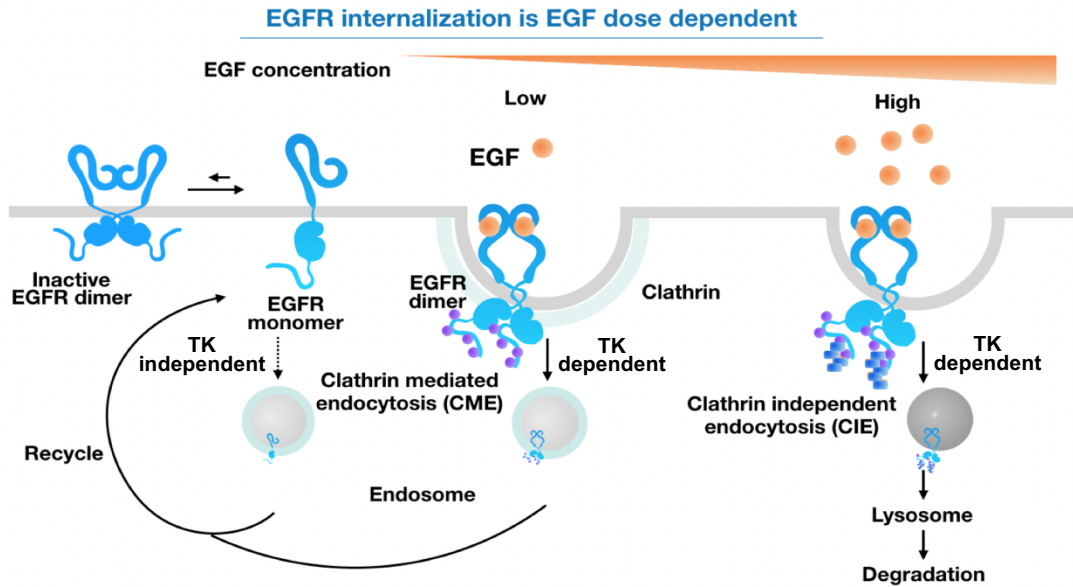 EGFR internalization is EGF dose dependent
EGF concentration
Low
High
EGF
Inactive
EGFR dimer
EGFR
monomer
EGFR
dimer
Clathrin
TK
independent
TK
dependent
TK
dependent
Clathrin mediated
endocytosis (CME)
Clathrin independent
endocytosis (CIE)
Recycle
Endosome
Lysosome
Degradation